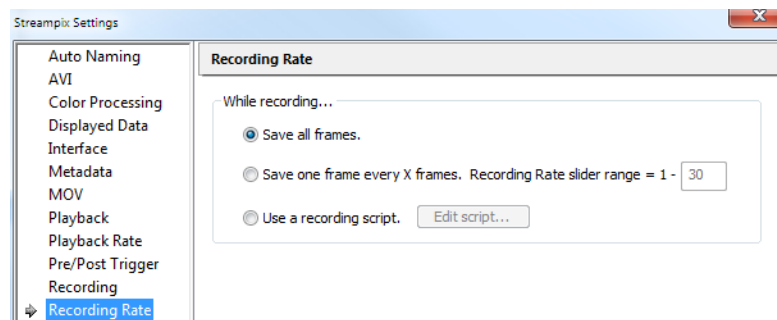 Streampix Settings
x
Auto Naming
AVI
Color Processing
Displayed Data
Interface
Metadata
MOV
Playback
Playback Rate
Pre/Post Trigger
Recording
Recording Rate
Recording Rate
While recording...
Save all frames.
Save one frame every X frames. Recording Rate slider range = 1 - 30
Use a recording script. Edit script...